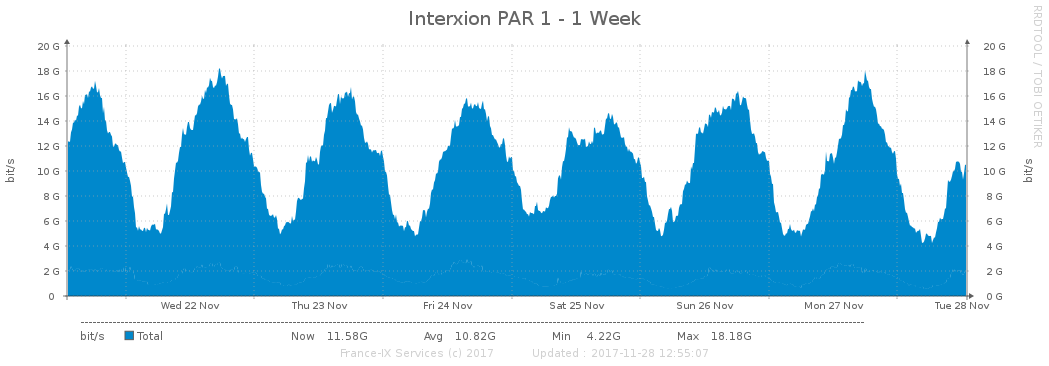 Interxion PAR 1 - 1 Week
RRDTOOL / TOBI OETIKER
20 G 20 G
18 G 18 G
16 G 16 G
14 G 14 G
12 G 12 G
10 G 10 G
8 G 8 G
6 G 6 G
4 G 4 G
2 G 2 G
0 0 G
bit/s
bit/s
Wed 22 Nov Thu 23 Nov Fri 24 Nov Sat 25 Nov Sun 26 Nov Mon 27 Nov Tue 28 Nov
bit/s Total Now 11.58G Avg 10.82G Min 4.22G Max 18.18G
France-IX Services (c) 2017 Updated : 2017-11-28 12:55:07